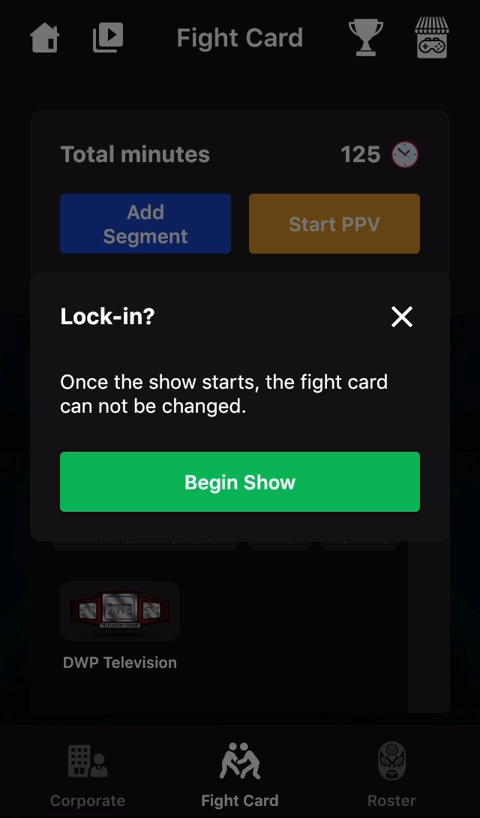 Fight Card
Total minutes
125
Add
Segment
Start PPV
Lock-in?
Once the show starts, the fight card
can not be changed.
Begin Show
DWP Television
Corporate
Fight Card
Roster